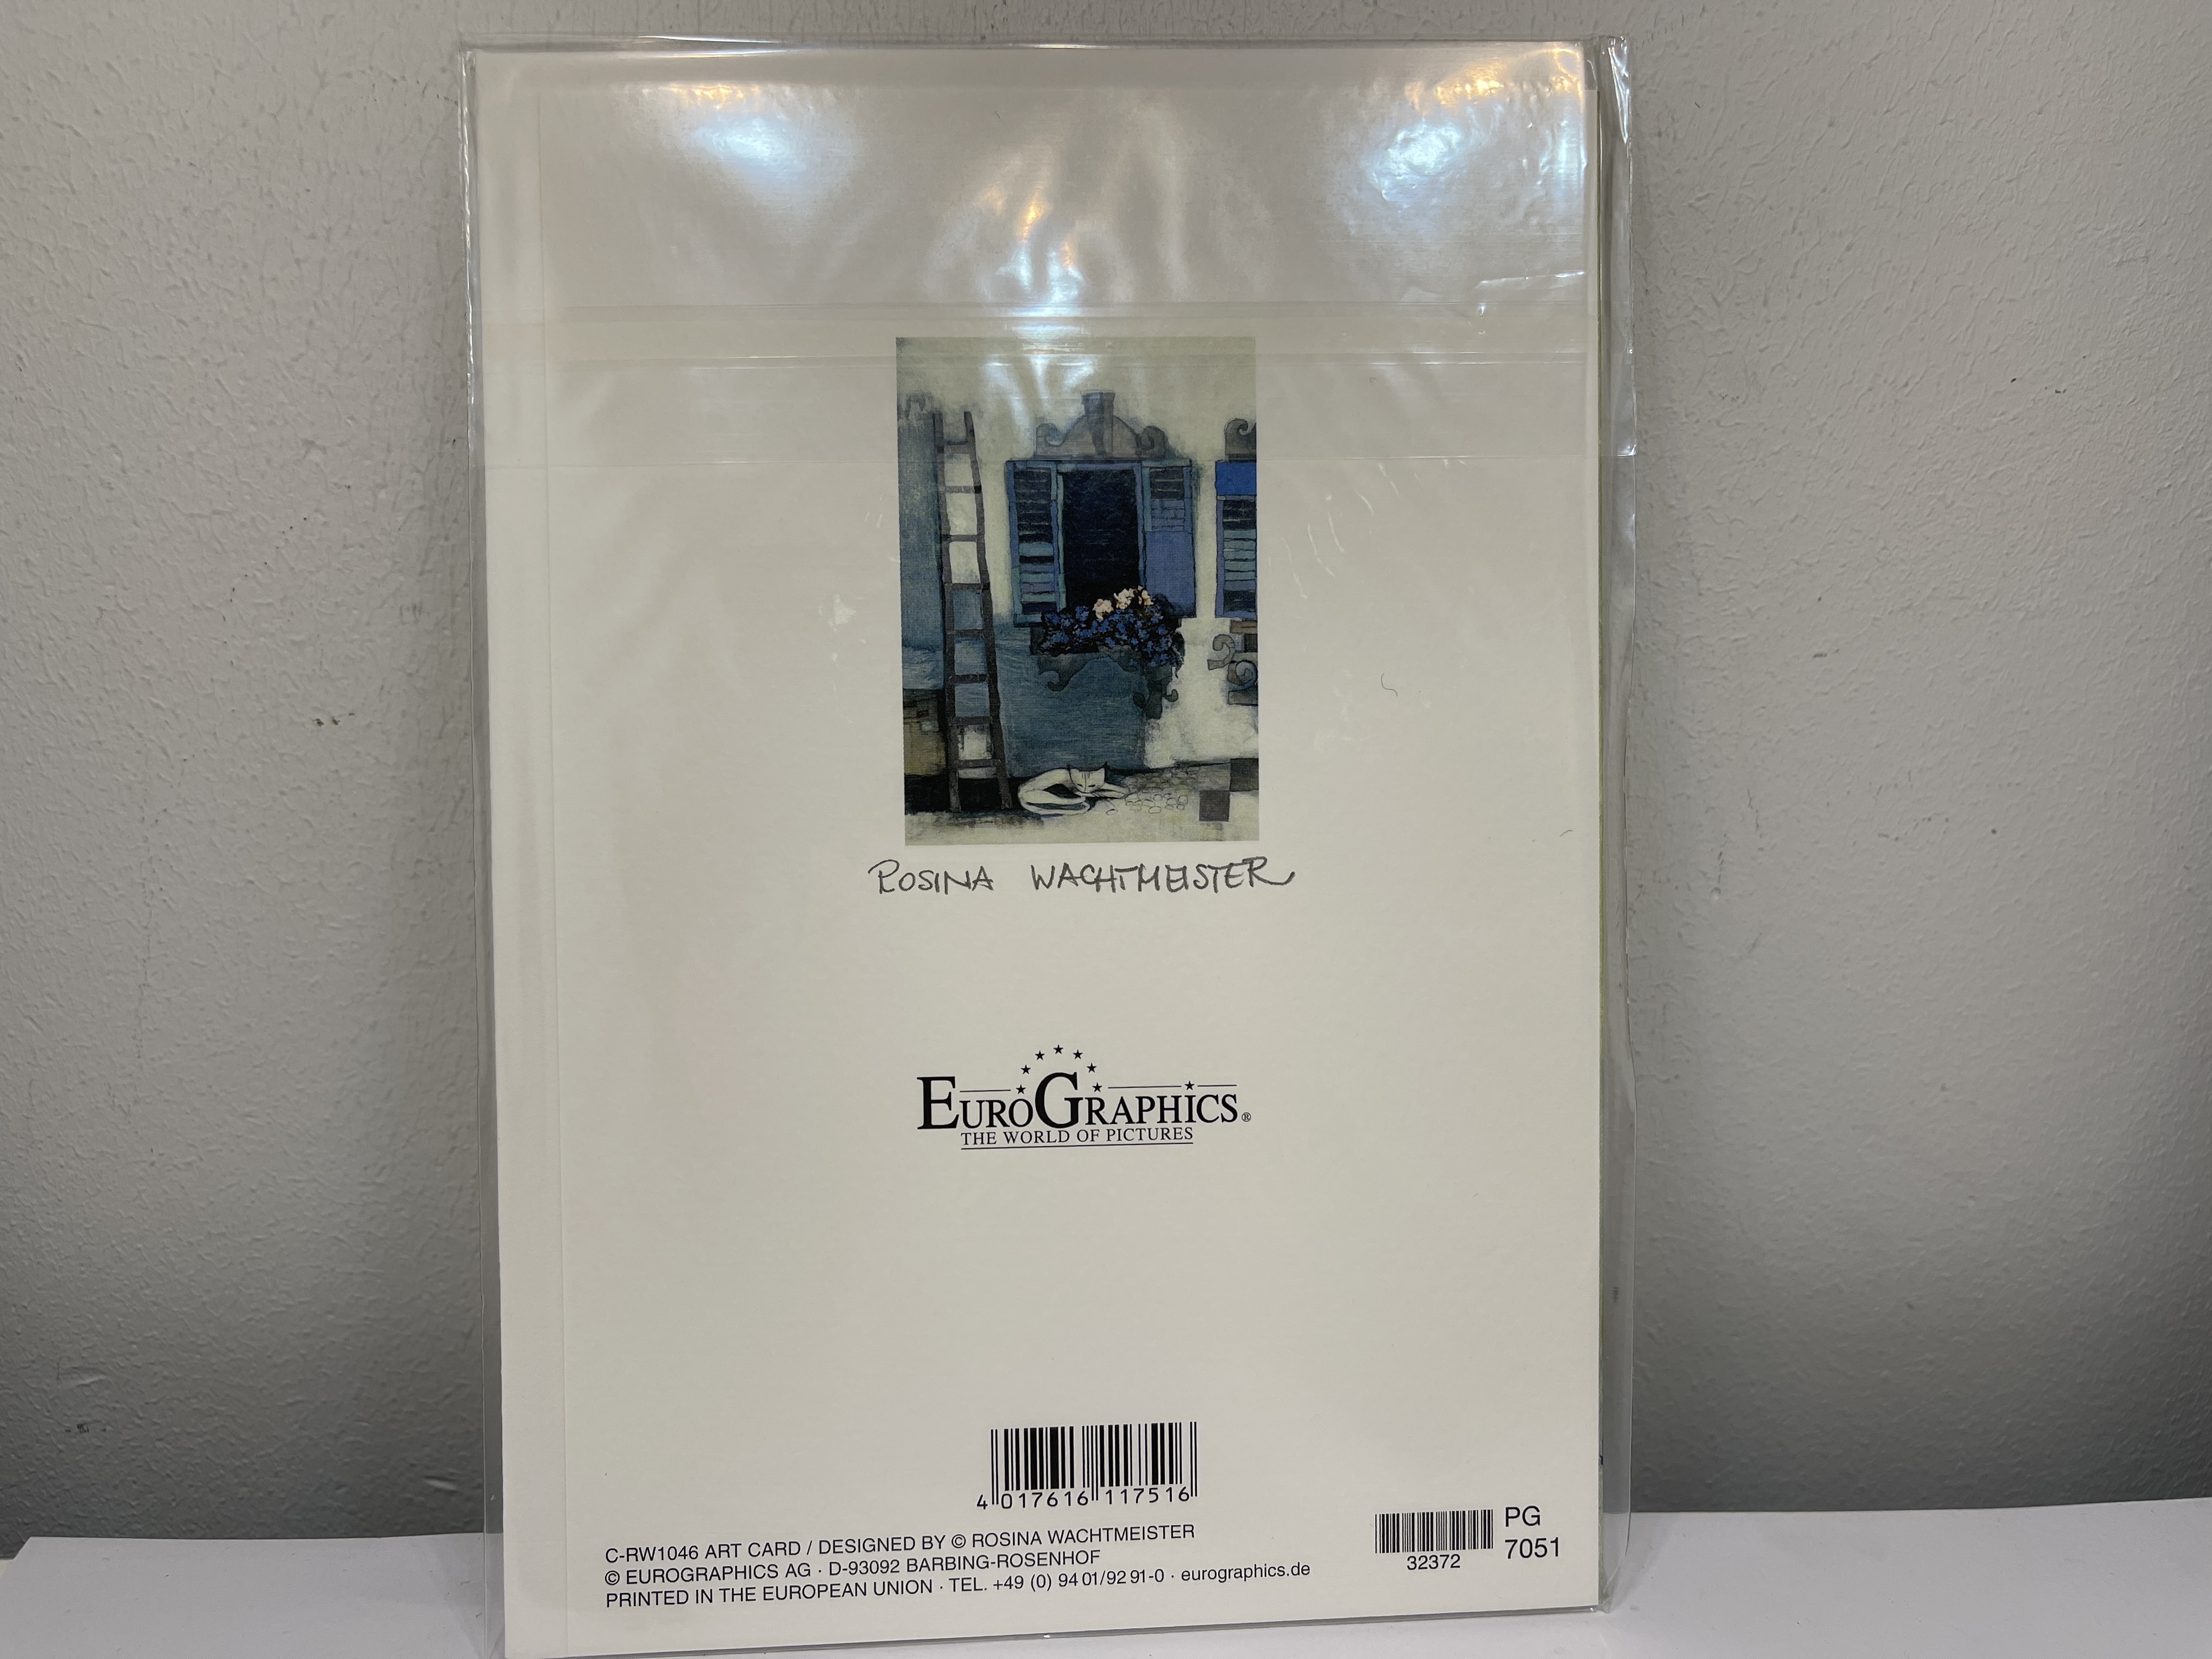 ROSINA WACHTMEISTER
EUROGRAPHICS®
THE WORLD OF PICTURES
4 017616 117516
C-RW1046 ART CARD / DESIGNED BY © ROSINA WACHTMEISTER
© EUROGRAPHICS AG · D-93092 BARBING-ROSENHOF
PRINTED IN THE EUROPEAN UNION · TEL. +49 (0) 94 01/92 91-0 · eurographics.de
32372
PG
7051